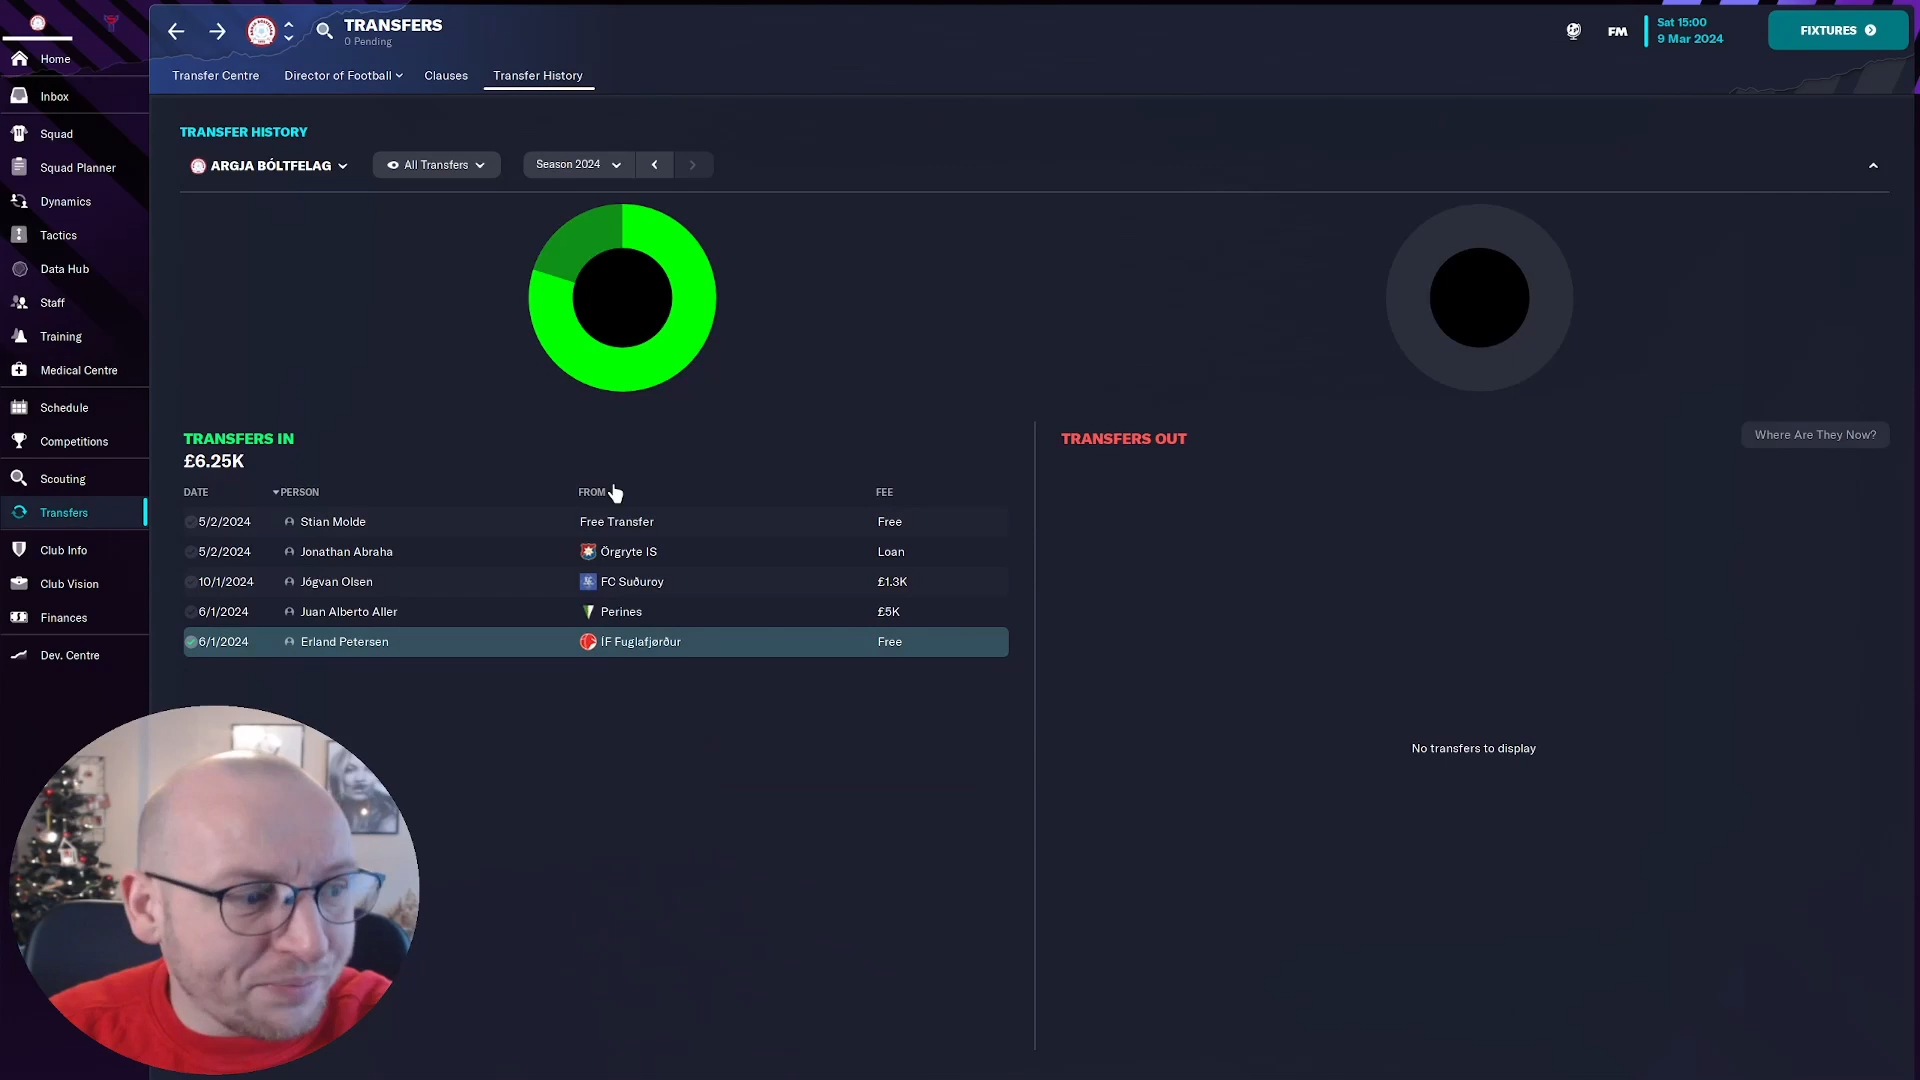 TRANSFERS
0 Pending
FM
Sat 15:00
9 Mar 2024
FIXTURES
Transfer Centre
Director of Football
Clauses
Transfer History
Home
Inbox
Squad
Squad Planner
Dynamics
Tactics
Data Hub
Staff
Training
Medical Centre
Schedule
Competitions
Scouting
Transfers
Club Info
Club Vision
Finances
Dev. Centre
TRANSFER HISTORY
ARGJA BÓLTFELAG
All Transfers
Season 2024
TRANSFERS IN
£6.25K
DATE PERSON FROM FEE
5/2/2024 Stian Molde Free Transfer Free
5/2/2024 Jonathan Abraha Örgryte IS Loan
10/1/2024 Jógvan Olsen FC Suðuroy £1.3K
6/1/2024 Juan Alberto Aller Perines £5K
6/1/2024 Erland Petersen ÍF Fuglafjørður Free
TRANSFERS OUT
Where Are They Now?
No transfers to display